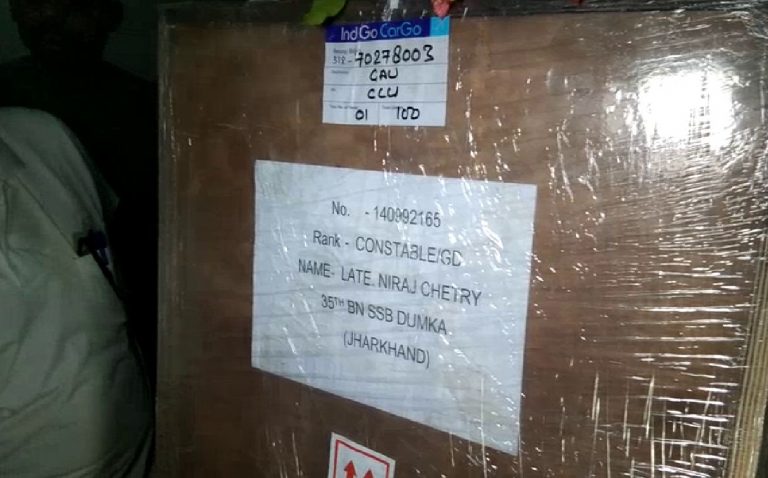 IndiGo CarGo
312-70278003
CAU
CCU
01 100
No. - 140992165
Rank - CONSTABLE/GD
NAME- LATE. NIRAJ CHETRY
35TH BN SSB DUMKA
(JHARKHAND)